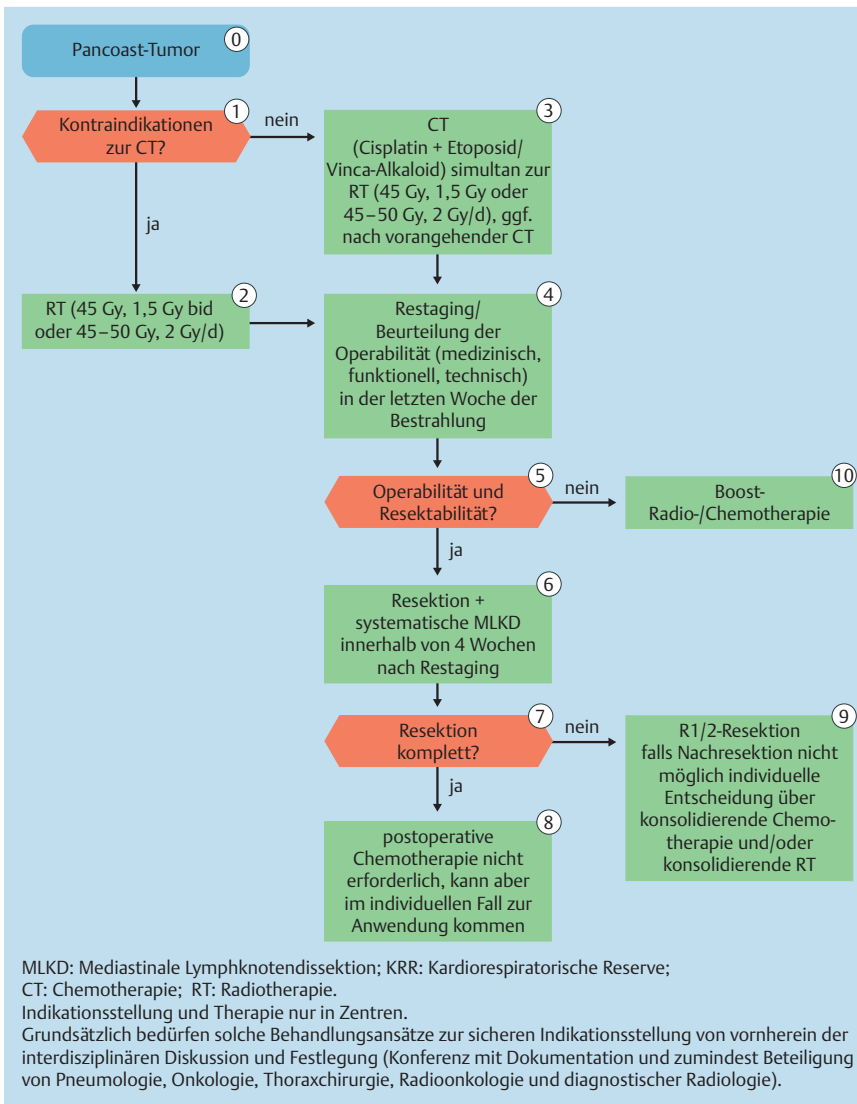 Pancoast-Tumor
0
Kontraindikationen
zur CT?
1
nein
ja
CT
(Cisplatin + Etoposid/
Vinca-Alkaloid) simultan zur
RT (45 Gy, 1,5 Gy oder
45–50 Gy, 2 Gy/d), ggf.
nach vorangehender CT
3
RT (45 Gy, 1,5 Gy bid
oder 45–50 Gy, 2 Gy/d)
2
Restaging/
Beurteilung der
Operabilität (medizinisch,
funktionell, technisch)
in der letzten Woche der
Bestrahlung
4
Operabilität und
Resektabilität?
5
nein
Boost-
Radio-/Chemotherapie
10
ja
Resektion +
systematische MLKD
innerhalb von 4 Wochen
nach Restaging
6
Resektion
komplett?
7
nein
R1/2-Resektion
falls Nachresektion nicht
möglich individuelle
Entscheidung über
konsolidierende Chemo-
therapie und/oder
konsolidierende RT
9
ja
postoperative
Chemotherapie nicht
erforderlich, kann aber
im individuellen Fall zur
Anwendung kommen
8
MLKD: Mediastinale Lymphknotendissektion; KRR: Kardiorespiratorische Reserve;
CT: Chemotherapie; RT: Radiotherapie.
Indikationsstellung und Therapie nur in Zentren.
Grundsätzlich bedürfen solche Behandlungsansätze zur sicheren Indikationsstellung von vornherein der
interdisziplinären Diskussion und Festlegung (Konferenz mit Dokumentation und zumindest Beteiligung
von Pneumologie, Onkologie, Thoraxchirurgie, Radioonkologie und diagnostischer Radiologie).